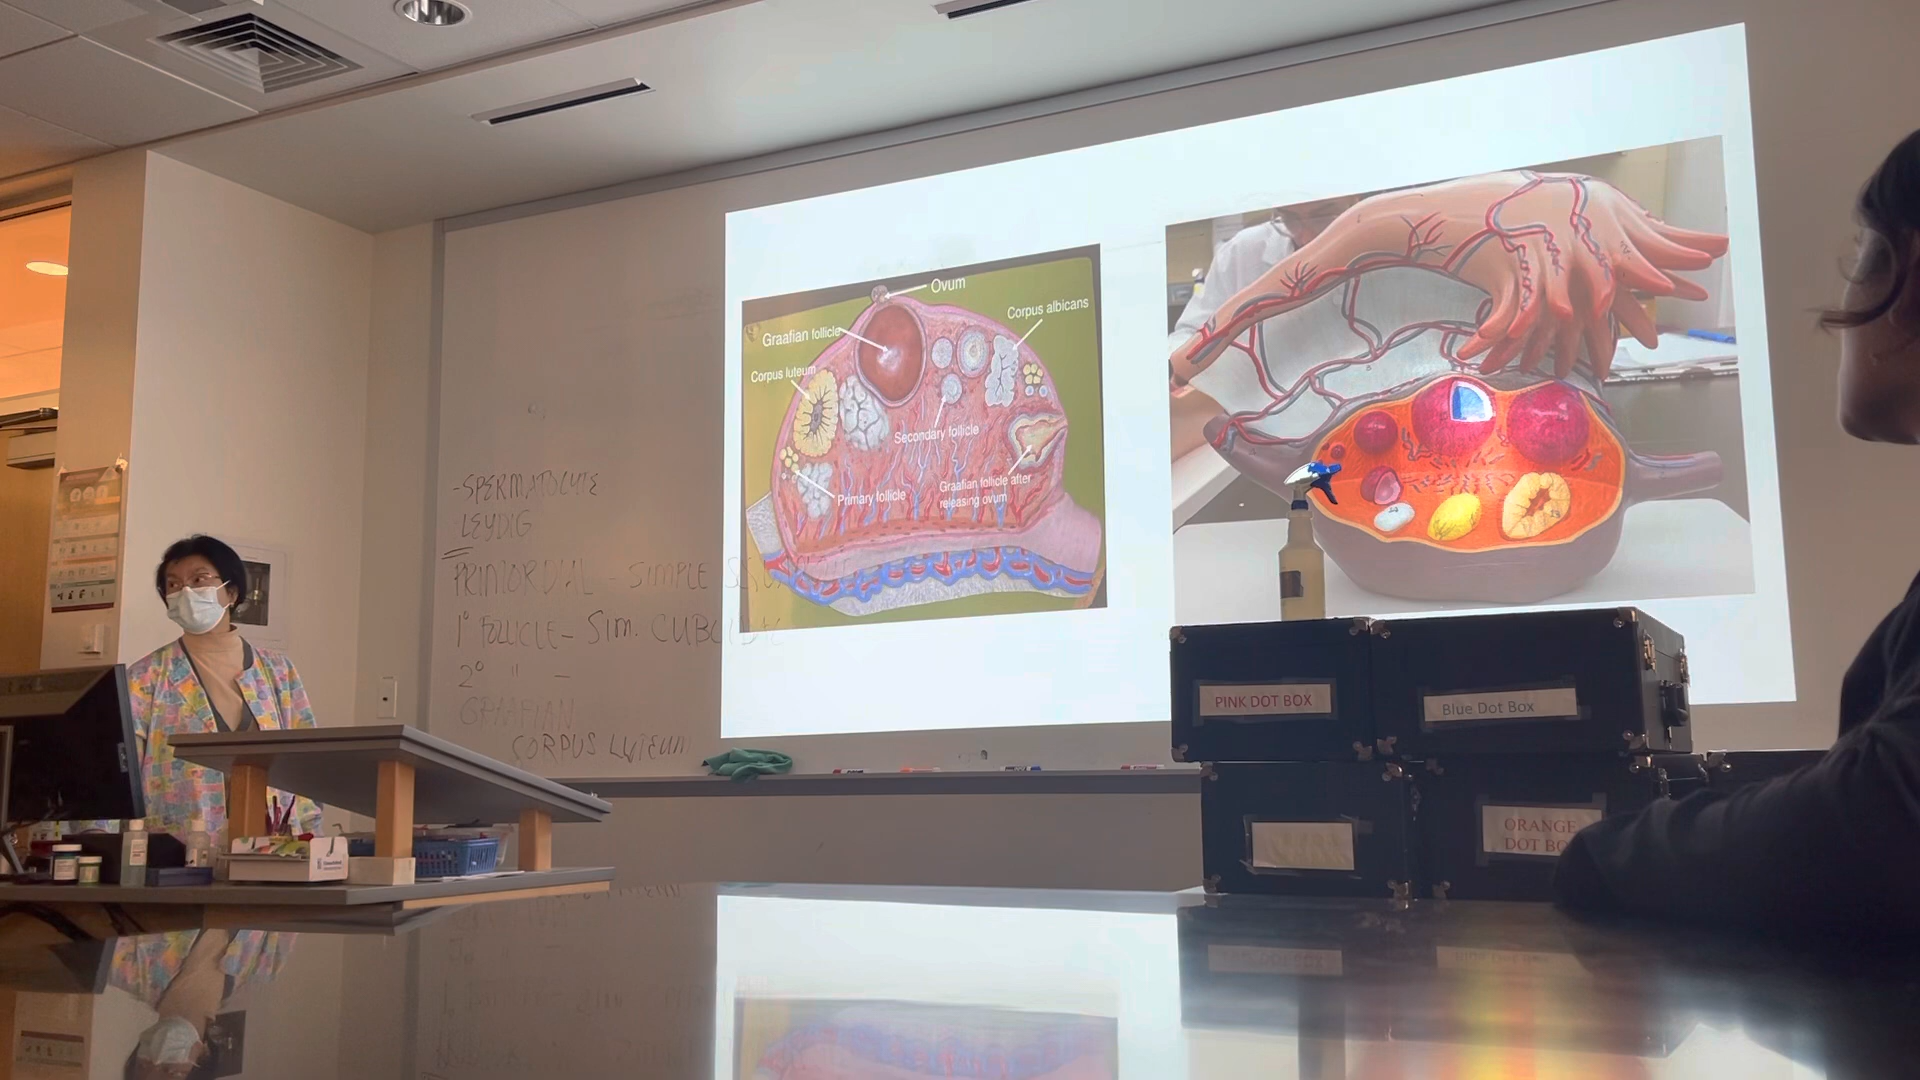 -SPERMATOCYTE
LEYDIG
PRIMORDIAL - SIMPLE
1° FOLLICLE- SIM. CUBOIDAL
2° " -
GRAAFIAN
CORPUS LUTEUM
Ovum
Graafian follicle
Corpus albicans
Corpus luteum
Secondary follicle
Primary follicle
Graafian follicle after
releasing ovum
PINK DOT BOX
Blue Dot Box
ORANGE
DOT